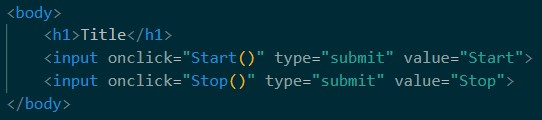 <body>
<h1>Title</h1>
<input onclick="Start()" type="submit" value="Start">
<input onclick="Stop()" type="submit" value="Stop">
</body>